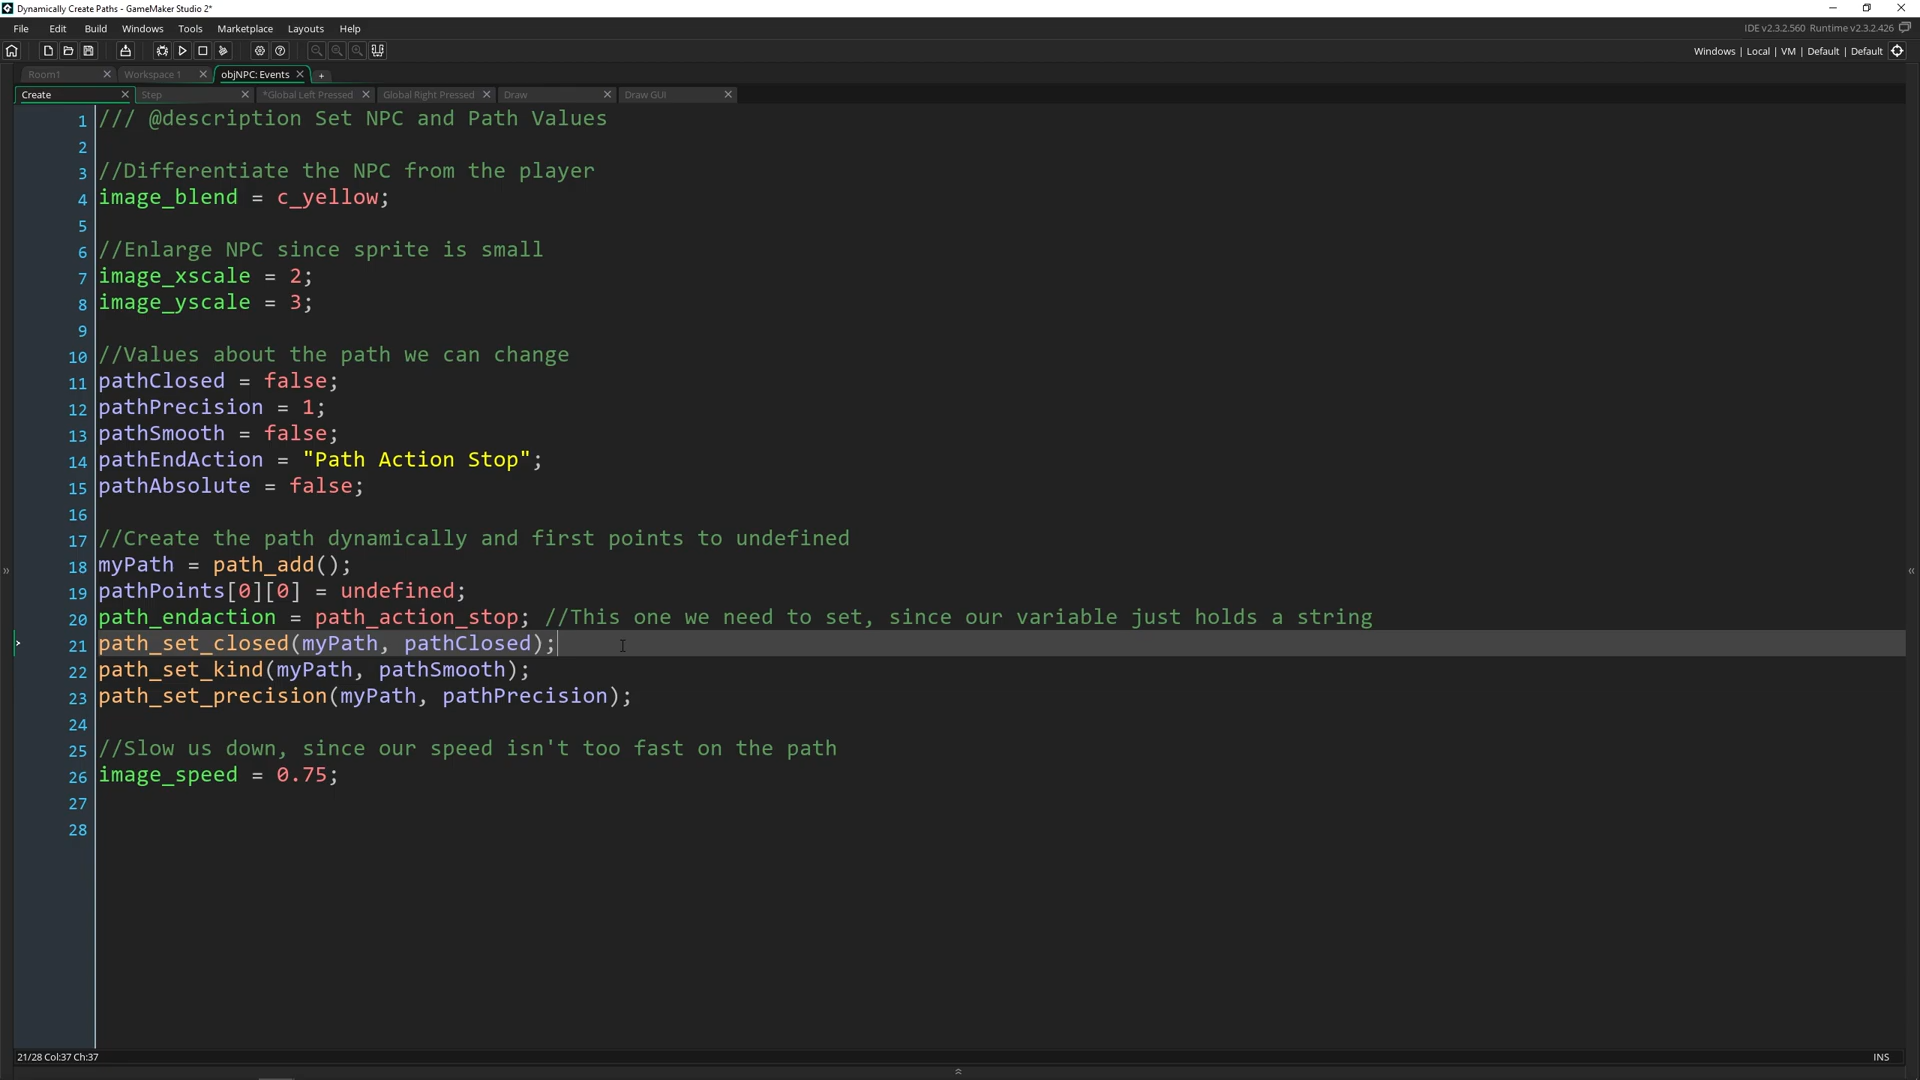 Dynamically Create Paths - GameMaker Studio 2*
File Edit Build Windows Tools Marketplace Layouts Help
IDE v2.3.2.560 Runtime v2.3.2.426
Windows | Local | VM | Default | Default
Room1 Workspace 1 objNPC: Events
Create Step *Global Left Pressed Global Right Pressed Draw Draw GUI
1 /// @description Set NPC and Path Values
2
3 //Differentiate the NPC from the player
4 image_blend = c_yellow;
5
6 //Enlarge NPC since sprite is small
7 image_xscale = 2;
8 image_yscale = 3;
9
10 //Values about the path we can change
11 pathClosed = false;
12 pathPrecision = 1;
13 pathSmooth = false;
14 pathEndAction = "Path Action Stop";
15 pathAbsolute = false;
16
17 //Create the path dynamically and first points to undefined
18 myPath = path_add();
19 pathPoints[0][0] = undefined;
20 path_endaction = path_action_stop; //This one we need to set, since our variable just holds a string
21 path_set_closed(myPath, pathClosed);
22 path_set_kind(myPath, pathSmooth);
23 path_set_precision(myPath, pathPrecision);
24
25 //Slow us down, since our speed isn't too fast on the path
26 image_speed = 0.75;
27
28
21/28 Col:37 Ch:37 INS